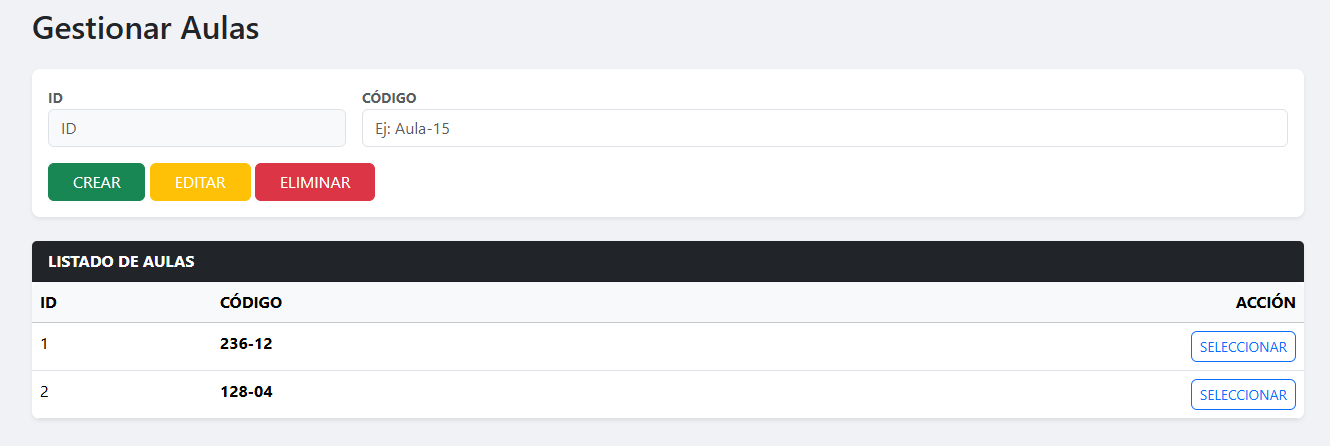 Gestionar Aulas
ID CÓDIGO
ID Ej: Aula-15
CREAR EDITAR ELIMINAR
LISTADO DE AULAS
ID CÓDIGO ACCIÓN
1 236-12 SELECCIONAR
2 128-04 SELECCIONAR